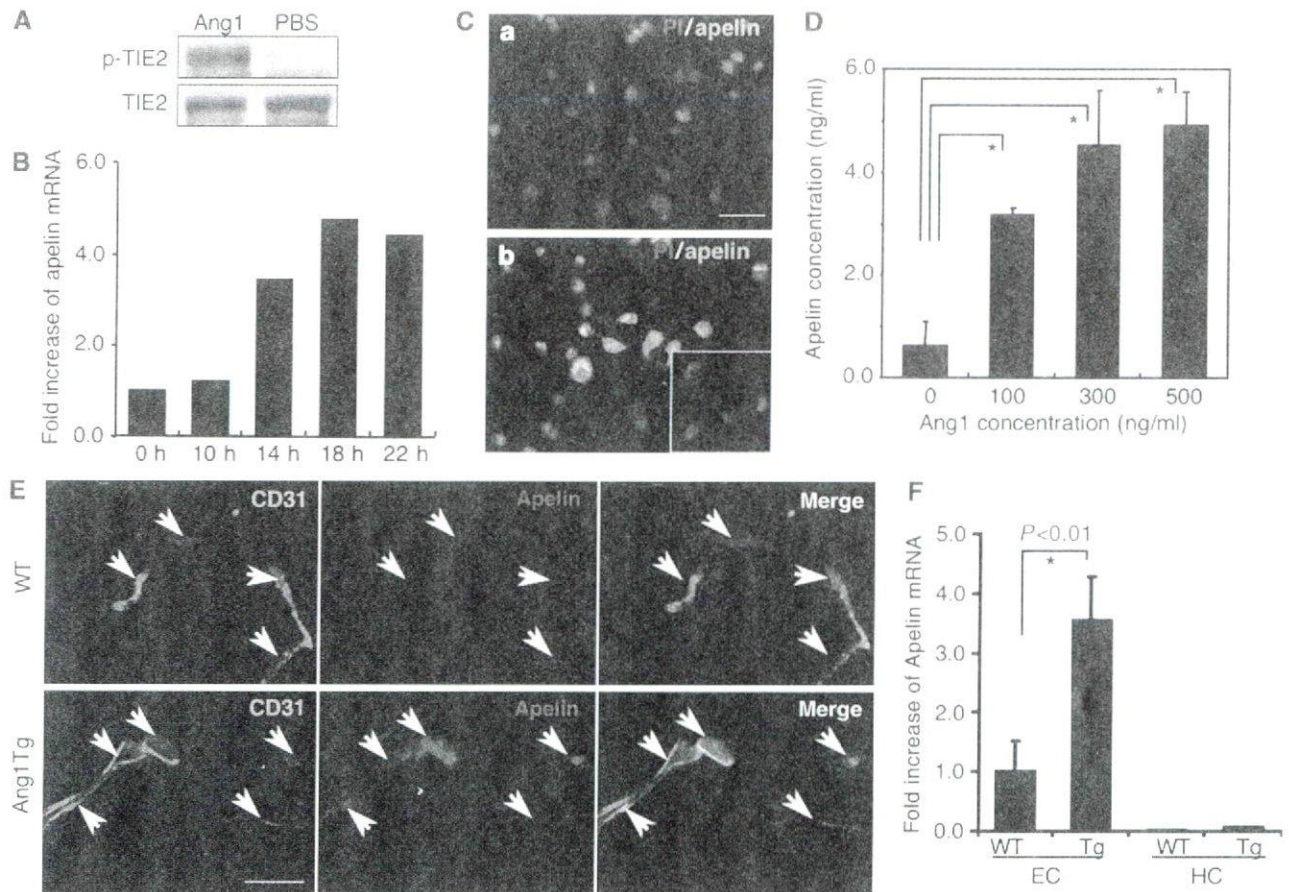 A
Ang1 PBS
p-TIE2
TIE2
B
Fold increase of apelin mRNA
6.0
4.0
2.0
0.0
0 h 10 h 14 h 18 h 22 h
C
a
PI/apelin
b
PI/apelin
D
Apelin concentration (ng/ml)
6.0
4.0
2.0
0.0
*
*
*
0 100 300 500
Ang1 concentration (ng/ml)
E
WT
CD31
Apelin
Merge
Ang1Tg
CD31
Apelin
Merge
F
Fold increase of Apelin mRNA
5.0
4.0
3.0
2.0
1.0
0.0
P<0.01
*
WT Tg WT Tg
EC HC